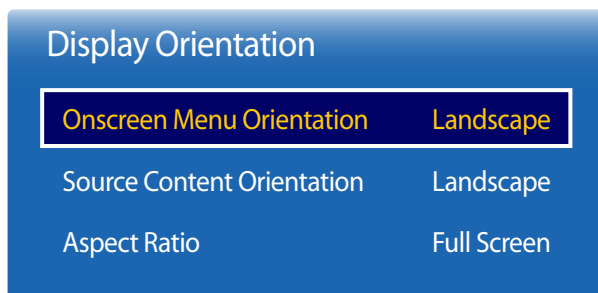 Display Orientation
Onscreen Menu Orientation Landscape
Source Content Orientation Landscape
Aspect Ratio Full Screen